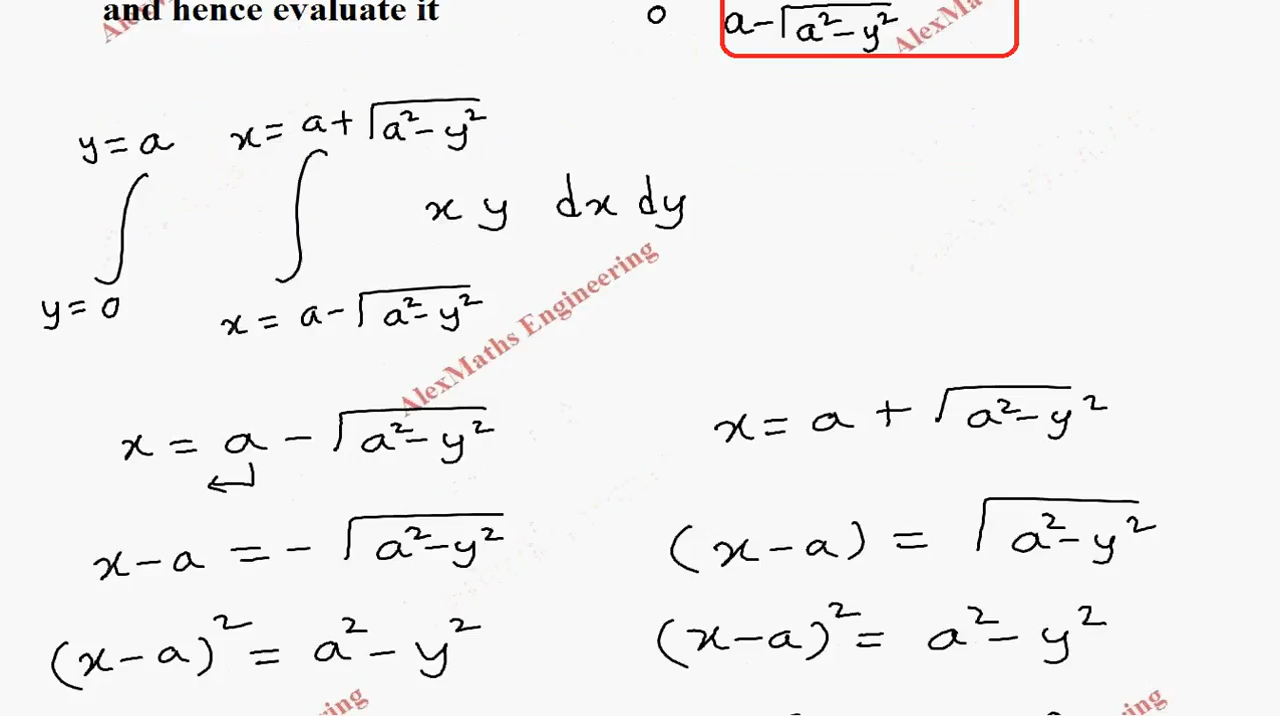 and hence evaluate it
0 a-√a²-y²
y=a x=a+√a²-y²
∫ ∫ x y dx dy
y=0 x=a-√a²-y²
AlexMaths Engineering
x=a-√a²-y² x=a+√a²-y²
x-a=-√a²-y² (x-a)=√a²-y²
(x-a)²=a²-y² (x-a)²=a²-y²